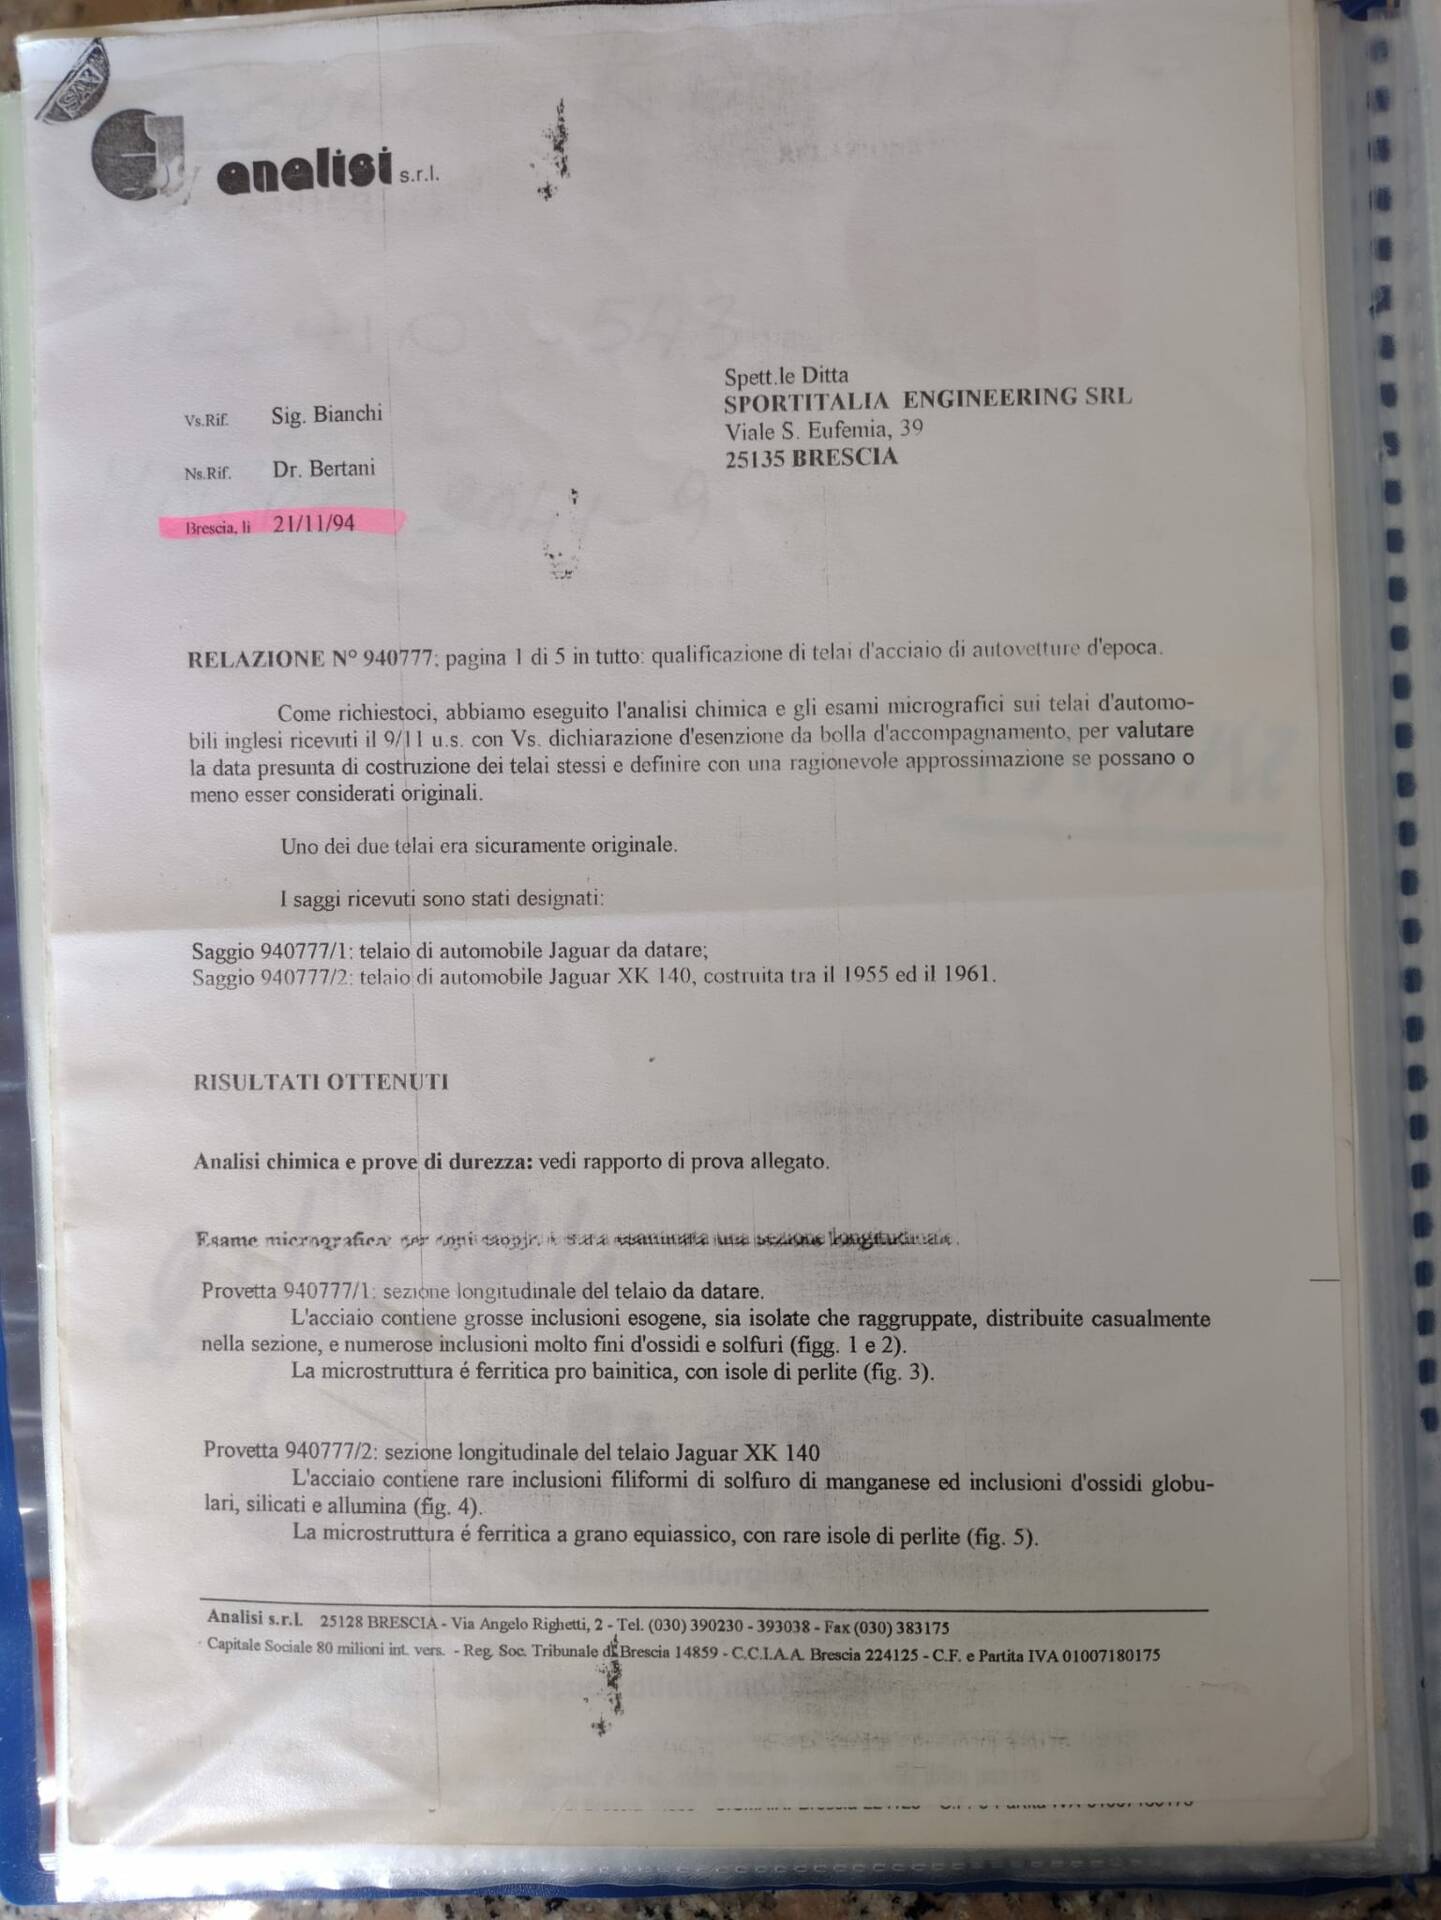 SAR
analisi s.r.l.
Spett.le Ditta
SPORTITALIA ENGINEERING SRL
Viale S. Eufemia, 39
25135 BRESCIA
Vs.Rif. Sig. Bianchi
Ns.Rif. Dr. Bertani
Brescia, li 21/11/94
RELAZIONE N° 940777; pagina 1 di 5 in tutto: qualificazione di telai d'acciaio di autovetture d'epoca.
Come richiestoci, abbiamo eseguito l'analisi chimica e gli esami micrografici sui telai d'automo-
bili inglesi ricevuti il 9/11 u.s. con Vs. dichiarazione d'esenzione da bolla d'accompagnamento, per valutare
la data presunta di costruzione dei telai stessi e definire con una ragionevole approssimazione se possano o
meno esser considerati originali.
Uno dei due telai era sicuramente originale.
I saggi ricevuti sono stati designati:
Saggio 940777/1: telaio di automobile Jaguar da datare;
Saggio 940777/2: telaio di automobile Jaguar XK 140, costruita tra il 1955 ed il 1961.
RISULTATI OTTENUTI
Analisi chimica e prove di durezza: vedi rapporto di prova allegato.
Esame micrografico: per ogni saggio, è stata esaminata una sezione longitudinale.
Provetta 940777/1: sezione longitudinale del telaio da datare.
L'acciaio contiene grosse inclusioni esogene, sia isolate che raggruppate, distribuite casualmente
nella sezione, e numerose inclusioni molto fini d'ossidi e solfuri (figg. 1 e 2).
La microstruttura é ferritica pro bainitica, con isole di perlite (fig. 3).
Provetta 940777/2: sezione longitudinale del telaio Jaguar XK 140
L'acciaio contiene rare inclusioni filiformi di solfuro di manganese ed inclusioni d'ossidi globu-
lari, silicati e allumina (fig. 4).
La microstruttura é ferritica a grano equiassico, con rare isole di perlite (fig. 5).
Analisi s.r.l. 25128 BRESCIA - Via Angelo Righetti, 2 - Tel. (030) 390230 - 393038 - Fax (030) 383175
Capitale Sociale 80 milioni int. vers. - Reg. Soc. Tribunale di Brescia 14859 - C.C.I.A.A. Brescia 224125 - C.F. e Partita IVA 01007180175